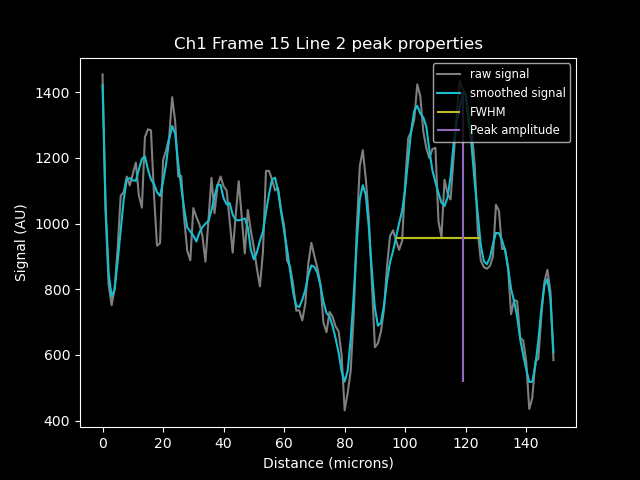 Ch1 Frame 15 Line 2 peak properties
raw signal
smoothed signal
FWHM
Peak amplitude
Signal (AU)
1400
1200
1000
800
600
400
0 20 40 60 80 100 120 140
Distance (microns)